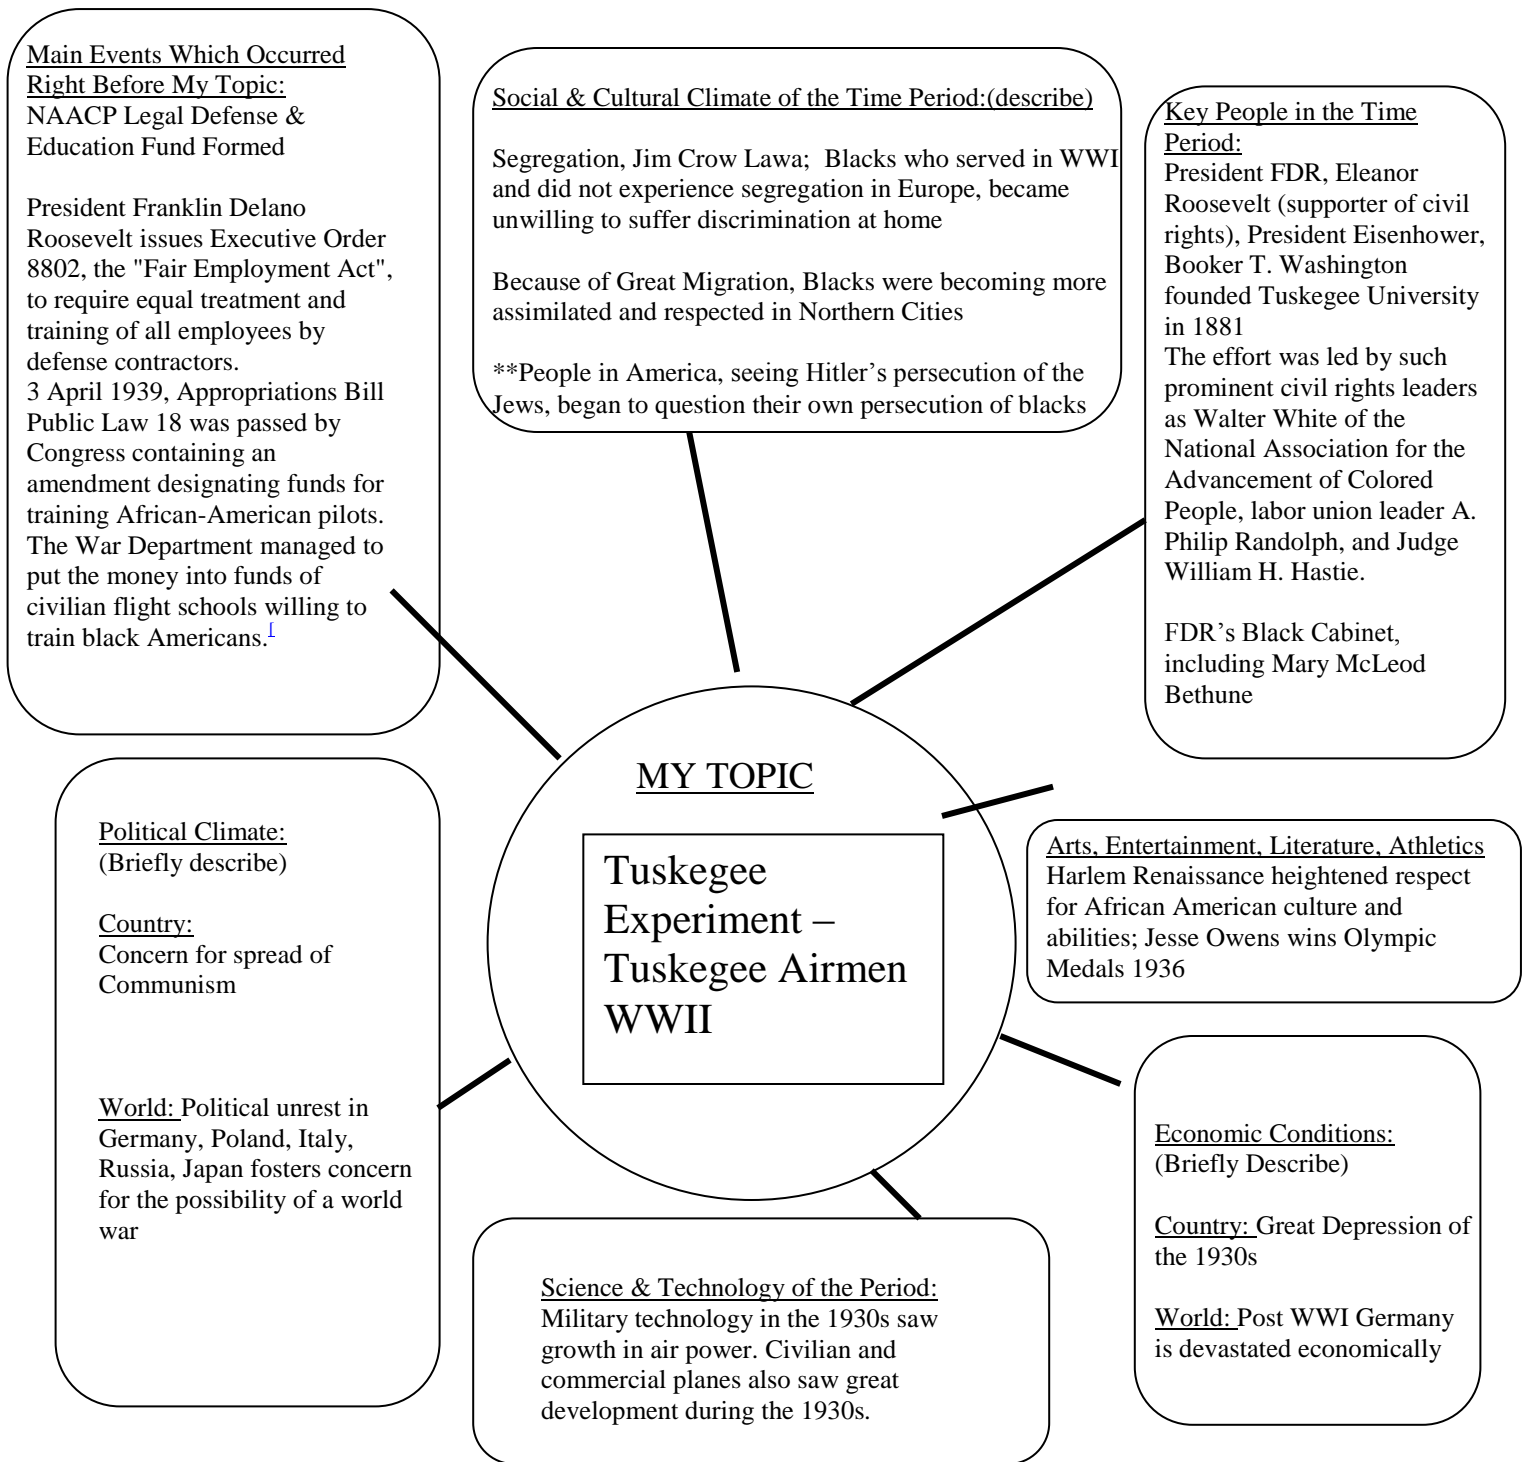 Main Events Which Occurred
Right Before My Topic:
NAACP Legal Defense &
Education Fund Formed
President Franklin Delano
Roosevelt issues Executive Order
8802, the "Fair Employment Act",
to require equal treatment and
training of all employees by
defense contractors.
3 April 1939, Appropriations Bill
Public Law 18 was passed by
Congress containing an
amendment designating funds for
training African-American pilots.
The War Department managed to
put the money into funds of
civilian flight schools willing to
train black Americans.[
Social & Cultural Climate of the Time Period:(describe)
Segregation, Jim Crow Lawa;  Blacks who served in WWI
and did not experience segregation in Europe, became
unwilling to suffer discrimination at home
Because of Great Migration, Blacks were becoming more
assimilated and respected in Northern Cities
**People in America, seeing Hitler’s persecution of the
Jews, began to question their own persecution of blacks
Key People in the Time
Period:
President FDR, Eleanor
Roosevelt (supporter of civil
rights), President Eisenhower,
Booker T. Washington
founded Tuskegee University
in 1881
The effort was led by such
prominent civil rights leaders
as Walter White of the
National Association for the
Advancement of Colored
People, labor union leader A.
Philip Randolph, and Judge
William H. Hastie.
FDR’s Black Cabinet,
including Mary McLeod
Bethune
MY TOPIC
Tuskegee
Experiment –
Tuskegee Airmen
WWII
Political Climate:
(Briefly describe)
Country:
Concern for spread of
Communism
World: Political unrest in
Germany, Poland, Italy,
Russia, Japan fosters concern
for the possibility of a world
war
Arts, Entertainment, Literature, Athletics
Harlem Renaissance heightened respect
for African American culture and
abilities; Jesse Owens wins Olympic
Medals 1936
Economic Conditions:
(Briefly Describe)
Country: Great Depression of
the 1930s
World: Post WWI Germany
is devastated economically
Science & Technology of the Period:
Military technology in the 1930s saw
growth in air power. Civilian and
commercial planes also saw great
development during the 1930s.